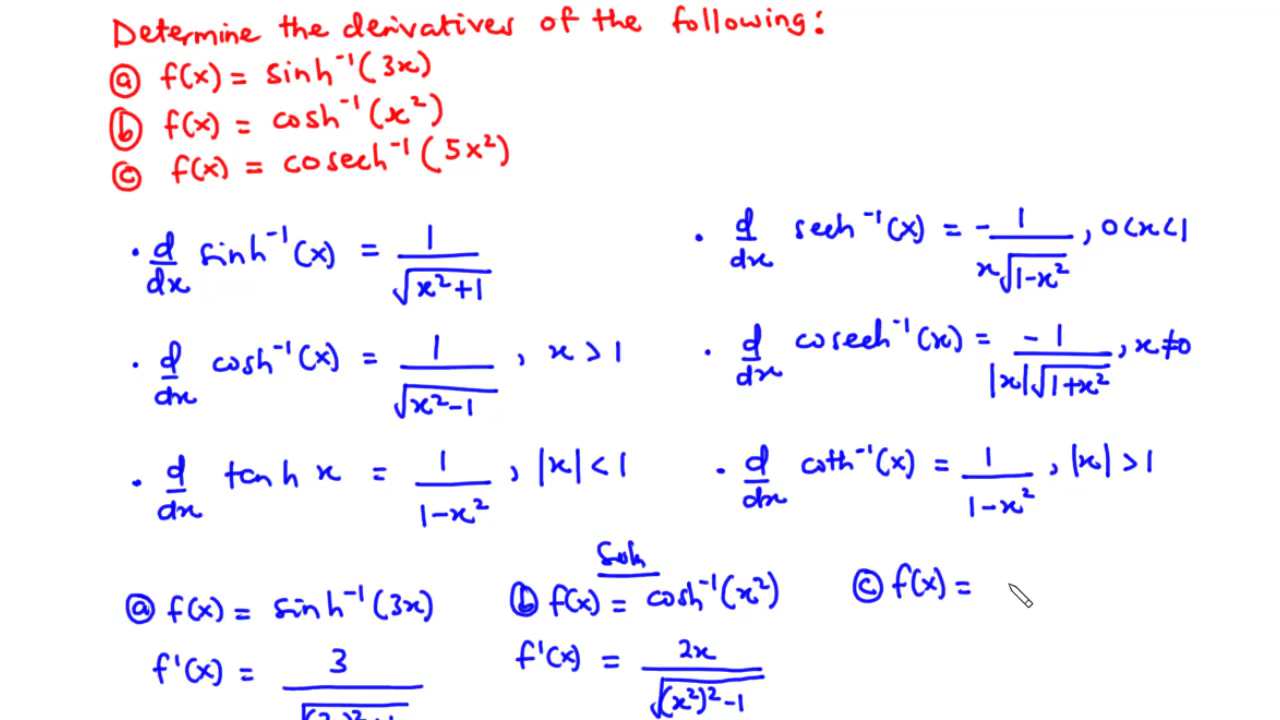 Determine the derivatives of the following:
ⓐ f(x) = sinh⁻¹(3x)
ⓑ f(x) = cosh⁻¹(x²)
ⓒ f(x) = cosech⁻¹(5x²)
• d/dx sinh⁻¹(x) = 1/√(x²+1)
• d/dx cosh⁻¹(x) = 1/√(x²-1), x > 1
• d/dx tanh x = 1/(1-x²), |x| < 1
• d/dx sech⁻¹(x) = -1/(x√(1-x²)), 0<x<1
• d/dx cosech⁻¹(x) = -1/(|x|√(1+x²)), x≠0
• d/dx coth⁻¹(x) = 1/(1-x²), |x| > 1
Soln
ⓐ f(x) = sinh⁻¹(3x)
f'(x) = 3/√((3x)²+1)
ⓑ f(x) = cosh⁻¹(x²)
f'(x) = 2x/√((x²)²-1)
ⓒ f(x) =